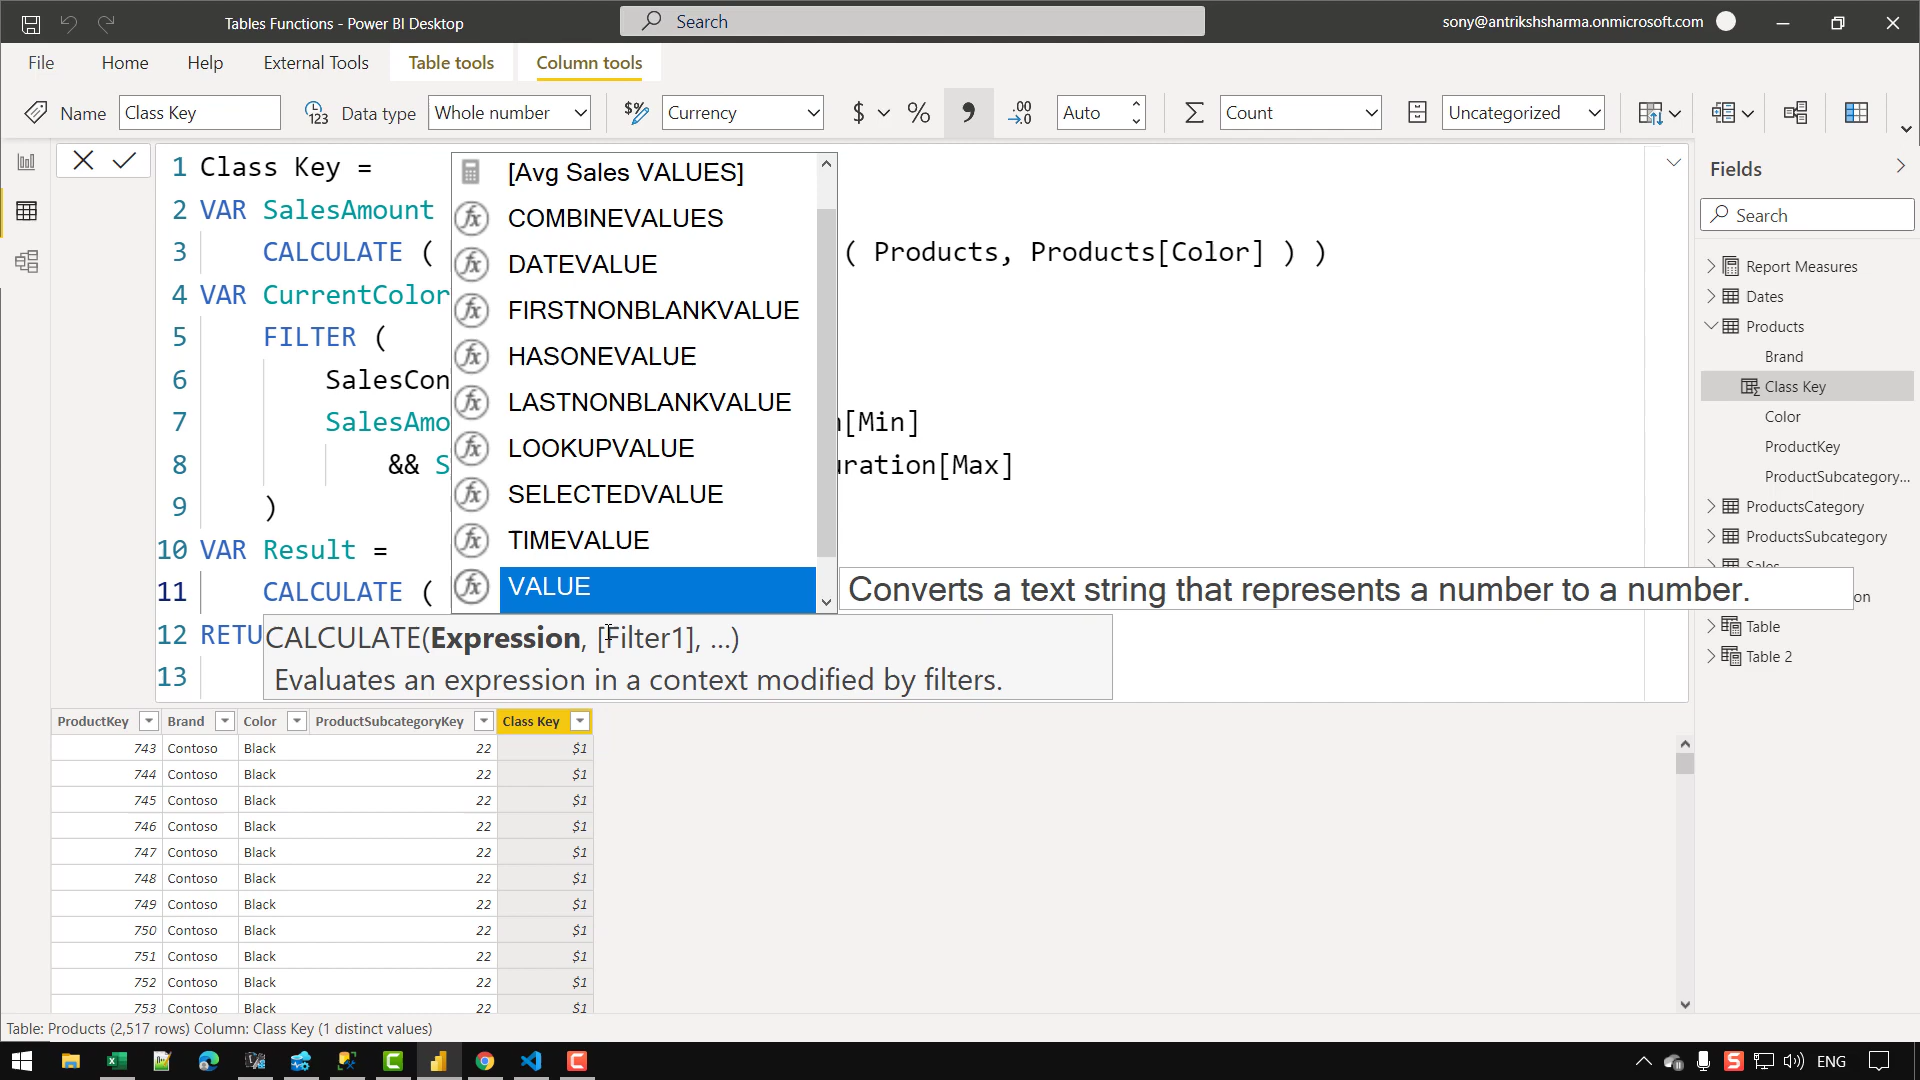 Tables Functions - Power BI Desktop
Search
sony@antrikshsharma.onmicrosoft.com
File
Home
Help
External Tools
Table tools
Column tools
Name
Class Key
Data type
Whole number
Currency
$
%
Auto
Count
Uncategorized
1 Class Key =
2 VAR SalesAmount
3 CALCULATE ( ( Products, Products[Color] ) )
4 VAR CurrentColor
5 FILTER (
6 SalesCon
7 SalesAmo [Min]
8 && S uration[Max]
9 )
10 VAR Result =
11 CALCULATE (
12 RETU
13
[Avg Sales VALUES]
COMBINEVALUES
DATEVALUE
FIRSTNONBLANKVALUE
HASONEVALUE
LASTNONBLANKVALUE
LOOKUPVALUE
SELECTEDVALUE
TIMEVALUE
VALUE
Converts a text string that represents a number to a number.
CALCULATE(Expression, [Filter1], ...)
Evaluates an expression in a context modified by filters.
Fields
Search
Report Measures
Dates
Products
Brand
Class Key
Color
ProductKey
ProductSubcategory...
ProductsCategory
ProductsSubcategory
Sales
on
Table
Table 2
ProductKey Brand Color ProductSubcategoryKey Class Key
743 Contoso Black 22 $1
744 Contoso Black 22 $1
745 Contoso Black 22 $1
746 Contoso Black 22 $1
747 Contoso Black 22 $1
748 Contoso Black 22 $1
749 Contoso Black 22 $1
750 Contoso Black 22 $1
751 Contoso Black 22 $1
752 Contoso Black 22 $1
753 Contoso Black 22 $1
Table: Products (2,517 rows) Column: Class Key (1 distinct values)
ENG